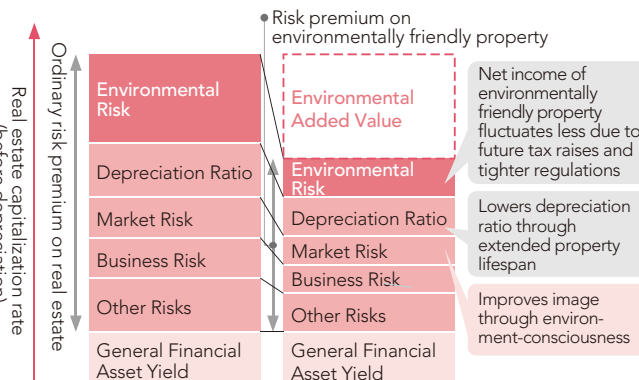 Risk premium on
environmentally friendly property
Real estate capitalization rate
(before depreciation)
Ordinary risk premium on real estate
Environmental
Risk
Depreciation Ratio
Market Risk
Business Risk
Other Risks
General Financial
Asset Yield
Environmental
Added Value
Environmental
Risk
Depreciation Ratio
Market Risk
Business Risk
Other Risks
General Financial
Asset Yield
Net income of
environmentally
friendly property
fluctuates less due to
future tax raises and
tighter regulations
Lowers depreciation
ratio through
extended property
lifespan
Improves image
through environ-
ment-consciousness